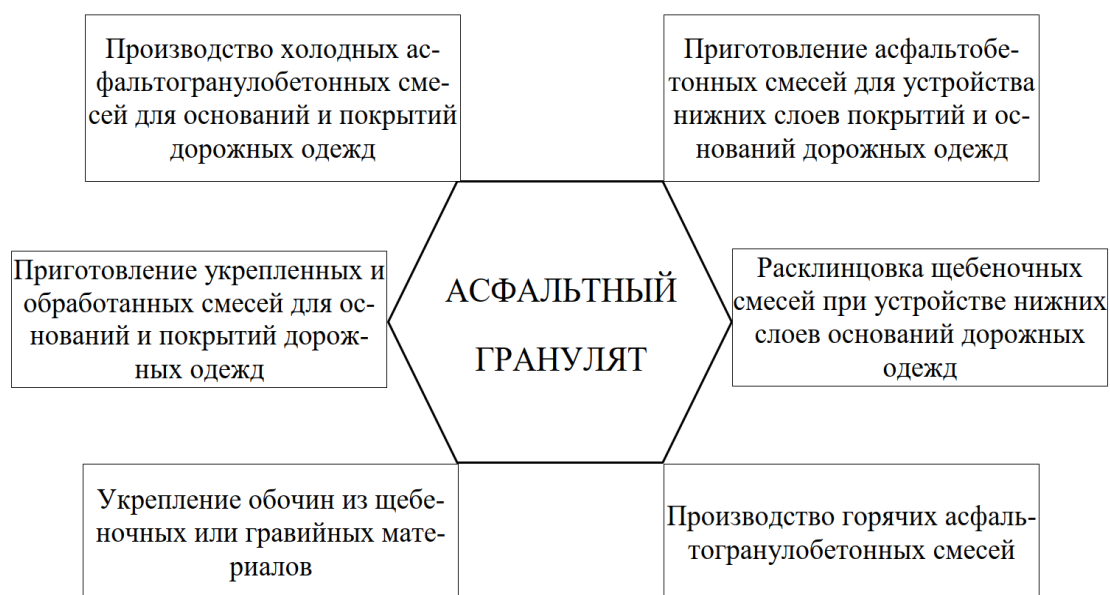 Производство холодных ас-
фальтогранулобетонных сме-
сей для оснований и покрытий
дорожных одежд
Приготовление асфальтобе-
тонных смесей для устройства
нижних слоев покрытий и ос-
нований дорожных одежд
Приготовление укрепленных и
обработанных смесей для ос-
нований и покрытий дорож-
ных одежд
АСФАЛЬТНЫЙ
ГРАНУЛЯТ
Расклинцовка щебеночных
смесей при устройстве нижних
слоев оснований дорожных
одежд
Укрепление обочин из щебе-
ночных или гравийных мате-
риалов
Производство горячих асфаль-
тогранулобетонных смесей